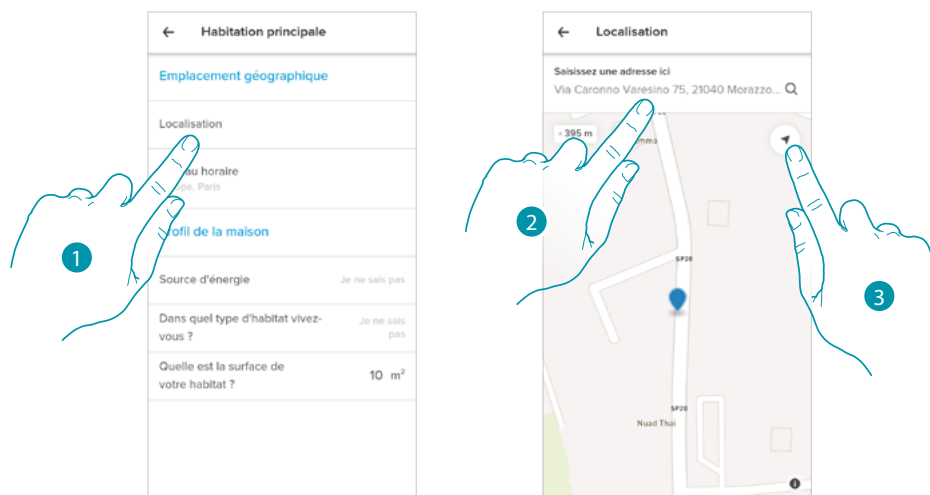 Habitation principale
Emplacement géographique
Localisation
au horaire
pe, Paris
rofil de la maison
Source d'énergie
Je ne sais pas
Dans quel type d'habitat vivez-
vous ?
Je ne sais
pas
Quelle est la surface de
votre habitat ?
10 m²
1
Localisation
Saisissez une adresse ici
Via Caronno Varesino 75, 21040 Morazzo...
395 m
mma
2
SP20
3
SP20
Nuad Thai